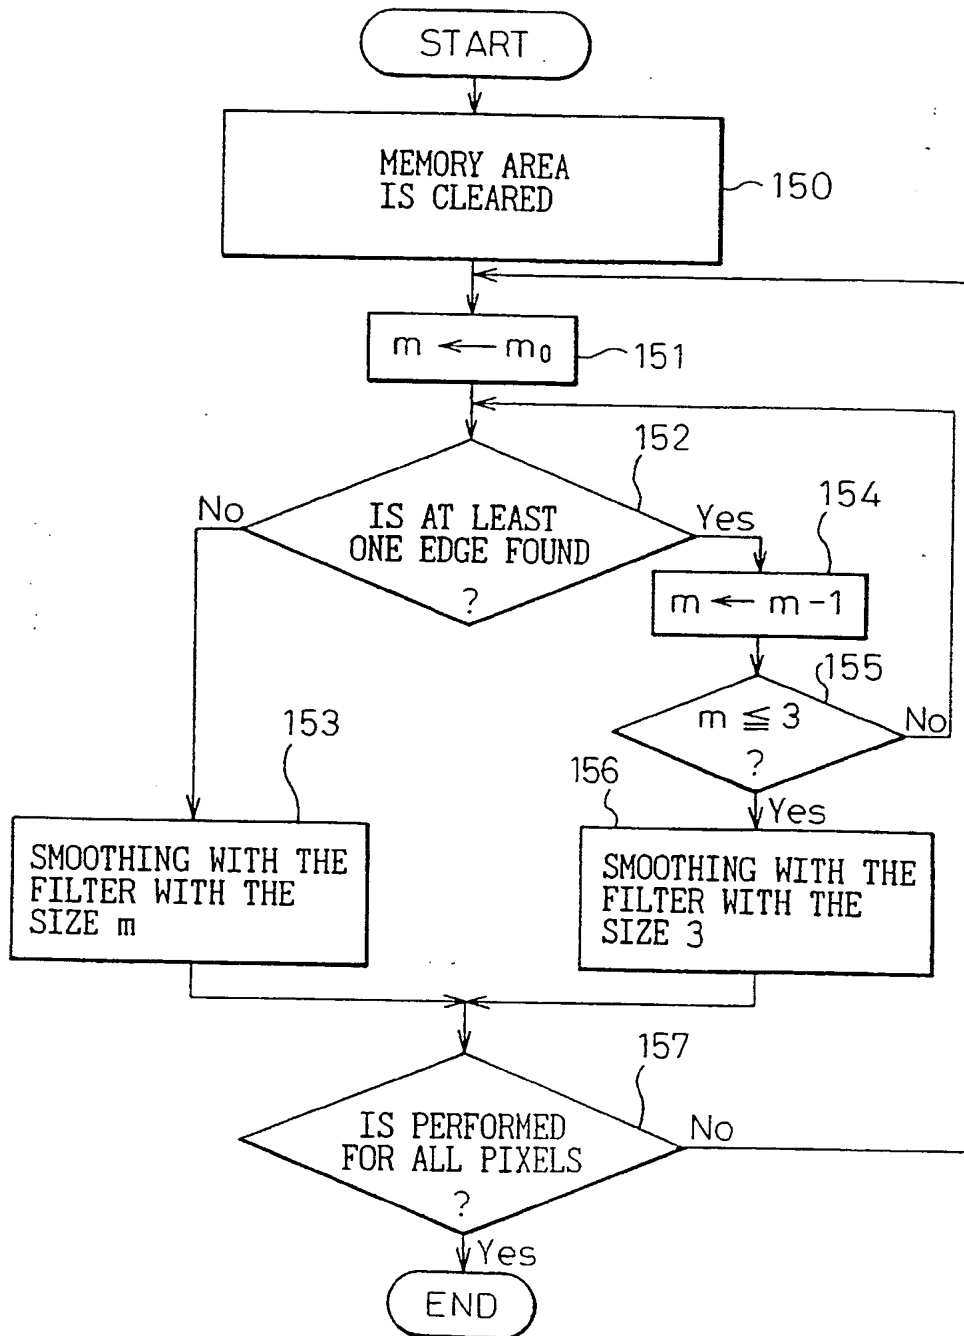 START
MEMORY AREA
IS CLEARED
150
m ← m0
151
152
IS AT LEAST
ONE EDGE FOUND
?
No
Yes
154
m ← m-1
155
m ≦ 3
?
No
Yes
153
SMOOTHING WITH THE
FILTER WITH THE
SIZE m
156
SMOOTHING WITH THE
FILTER WITH THE
SIZE 3
157
IS PERFORMED
FOR ALL PIXELS
?
No
Yes
END